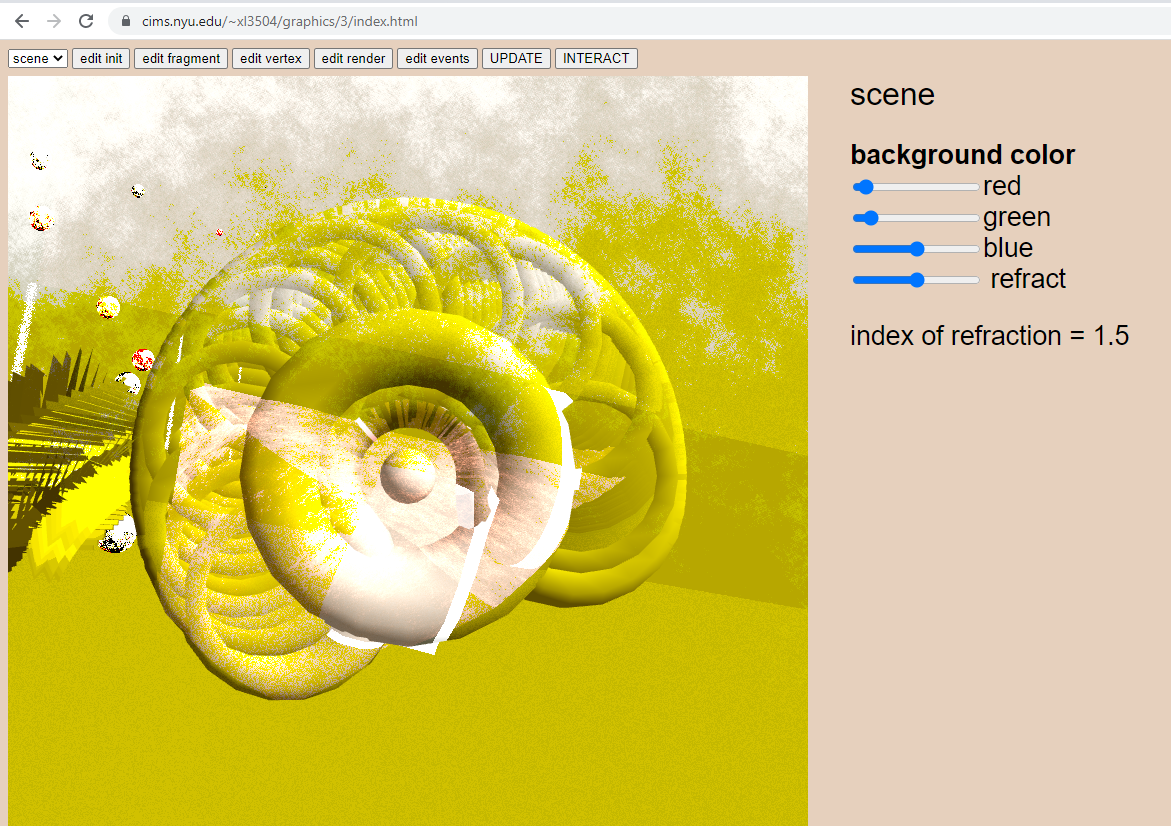 cims.nyu.edu/~xl3504/graphics/3/index.html
scene edit init edit fragment edit vertex edit render edit events UPDATE INTERACT
scene
background color
red
green
blue
refract
index of refraction = 1.5